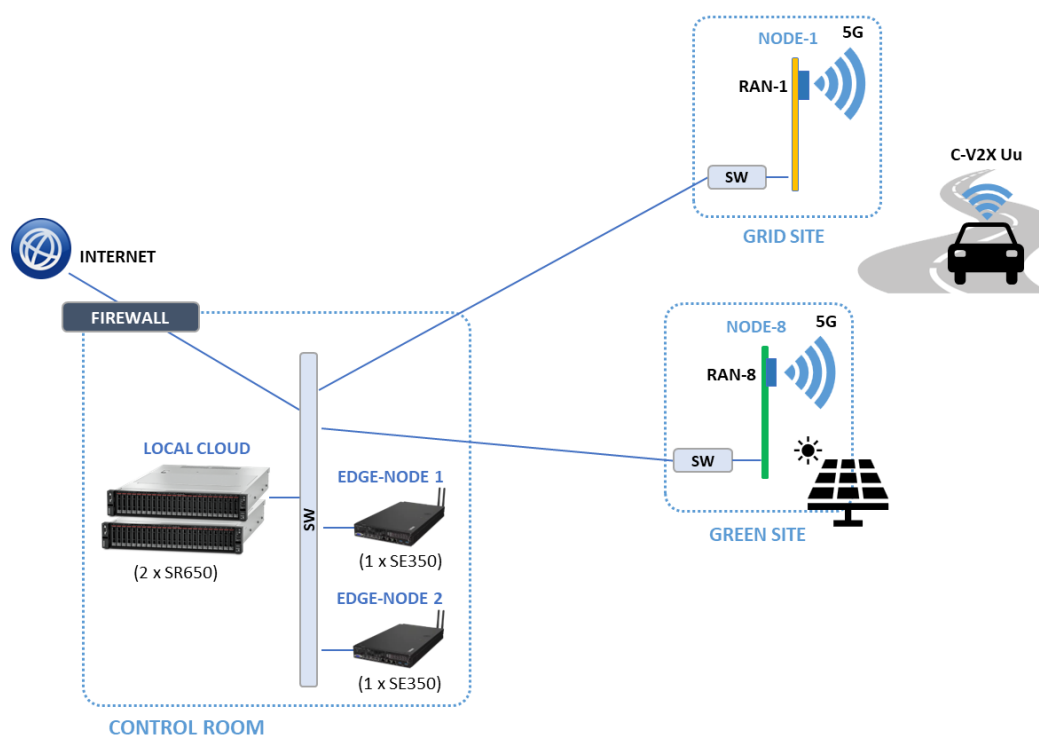 NODE-1
5G
RAN-1
SW
GRID SITE
C-V2X Uu
INTERNET
FIREWALL
NODE-8
5G
RAN-8
SW
GREEN SITE
LOCAL CLOUD
(2 x SR650)
SW
EDGE-NODE 1
(1 x SE350)
EDGE-NODE 2
(1 x SE350)
CONTROL ROOM